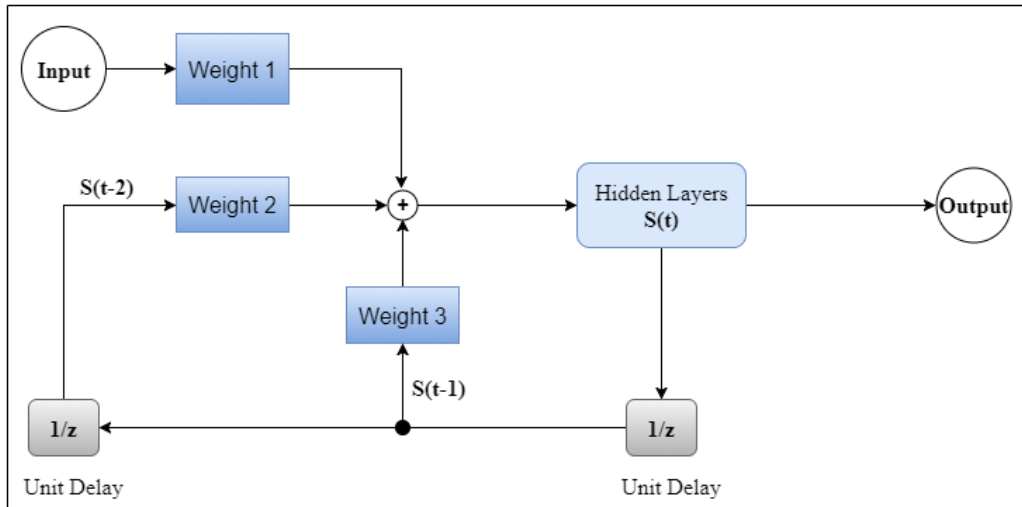 Input
Weight 1
S(t-2)
Weight 2
+
Hidden Layers
S(t)
Output
Weight 3
S(t-1)
1/z
1/z
Unit Delay
Unit Delay